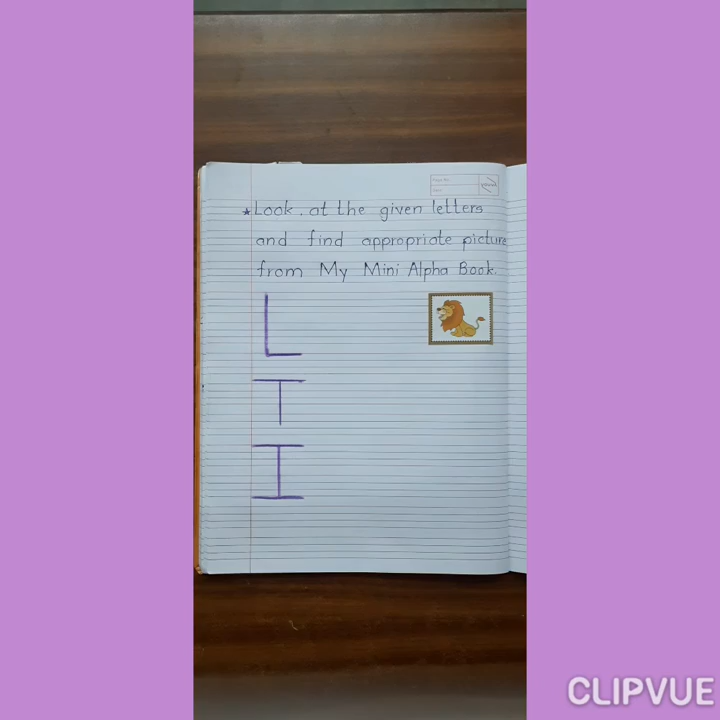 ★Look. at the given letters
and find appropriate picture
from My Mini Alpha Book.
L
T
I
CLIPVUE